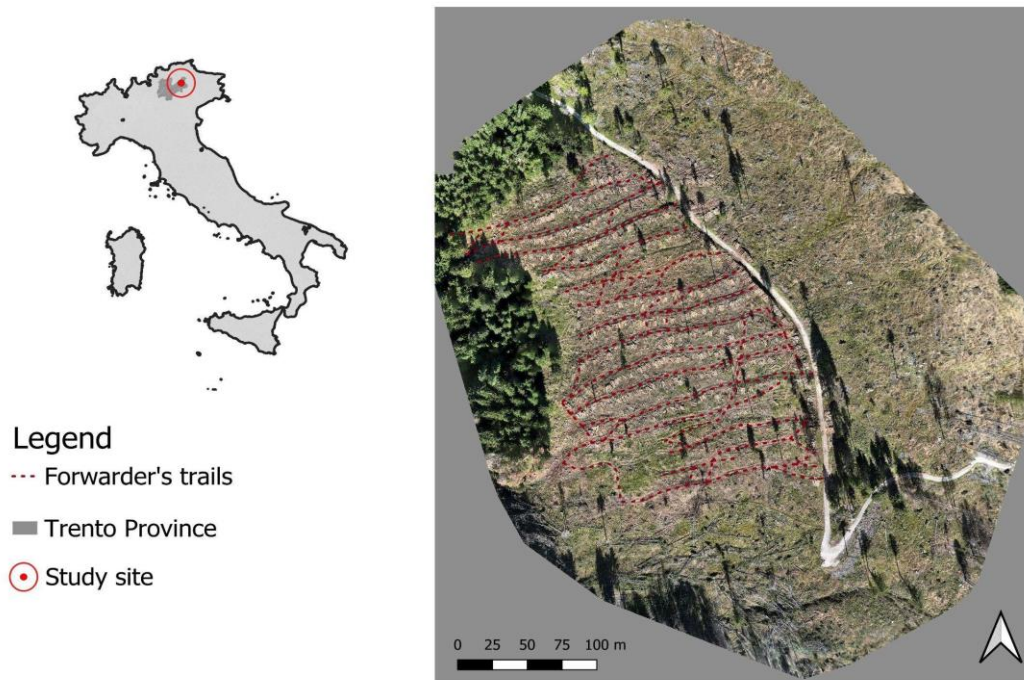 Legend
Forwarder's trails
Trento Province
Study site
0 25 50 75 100 m